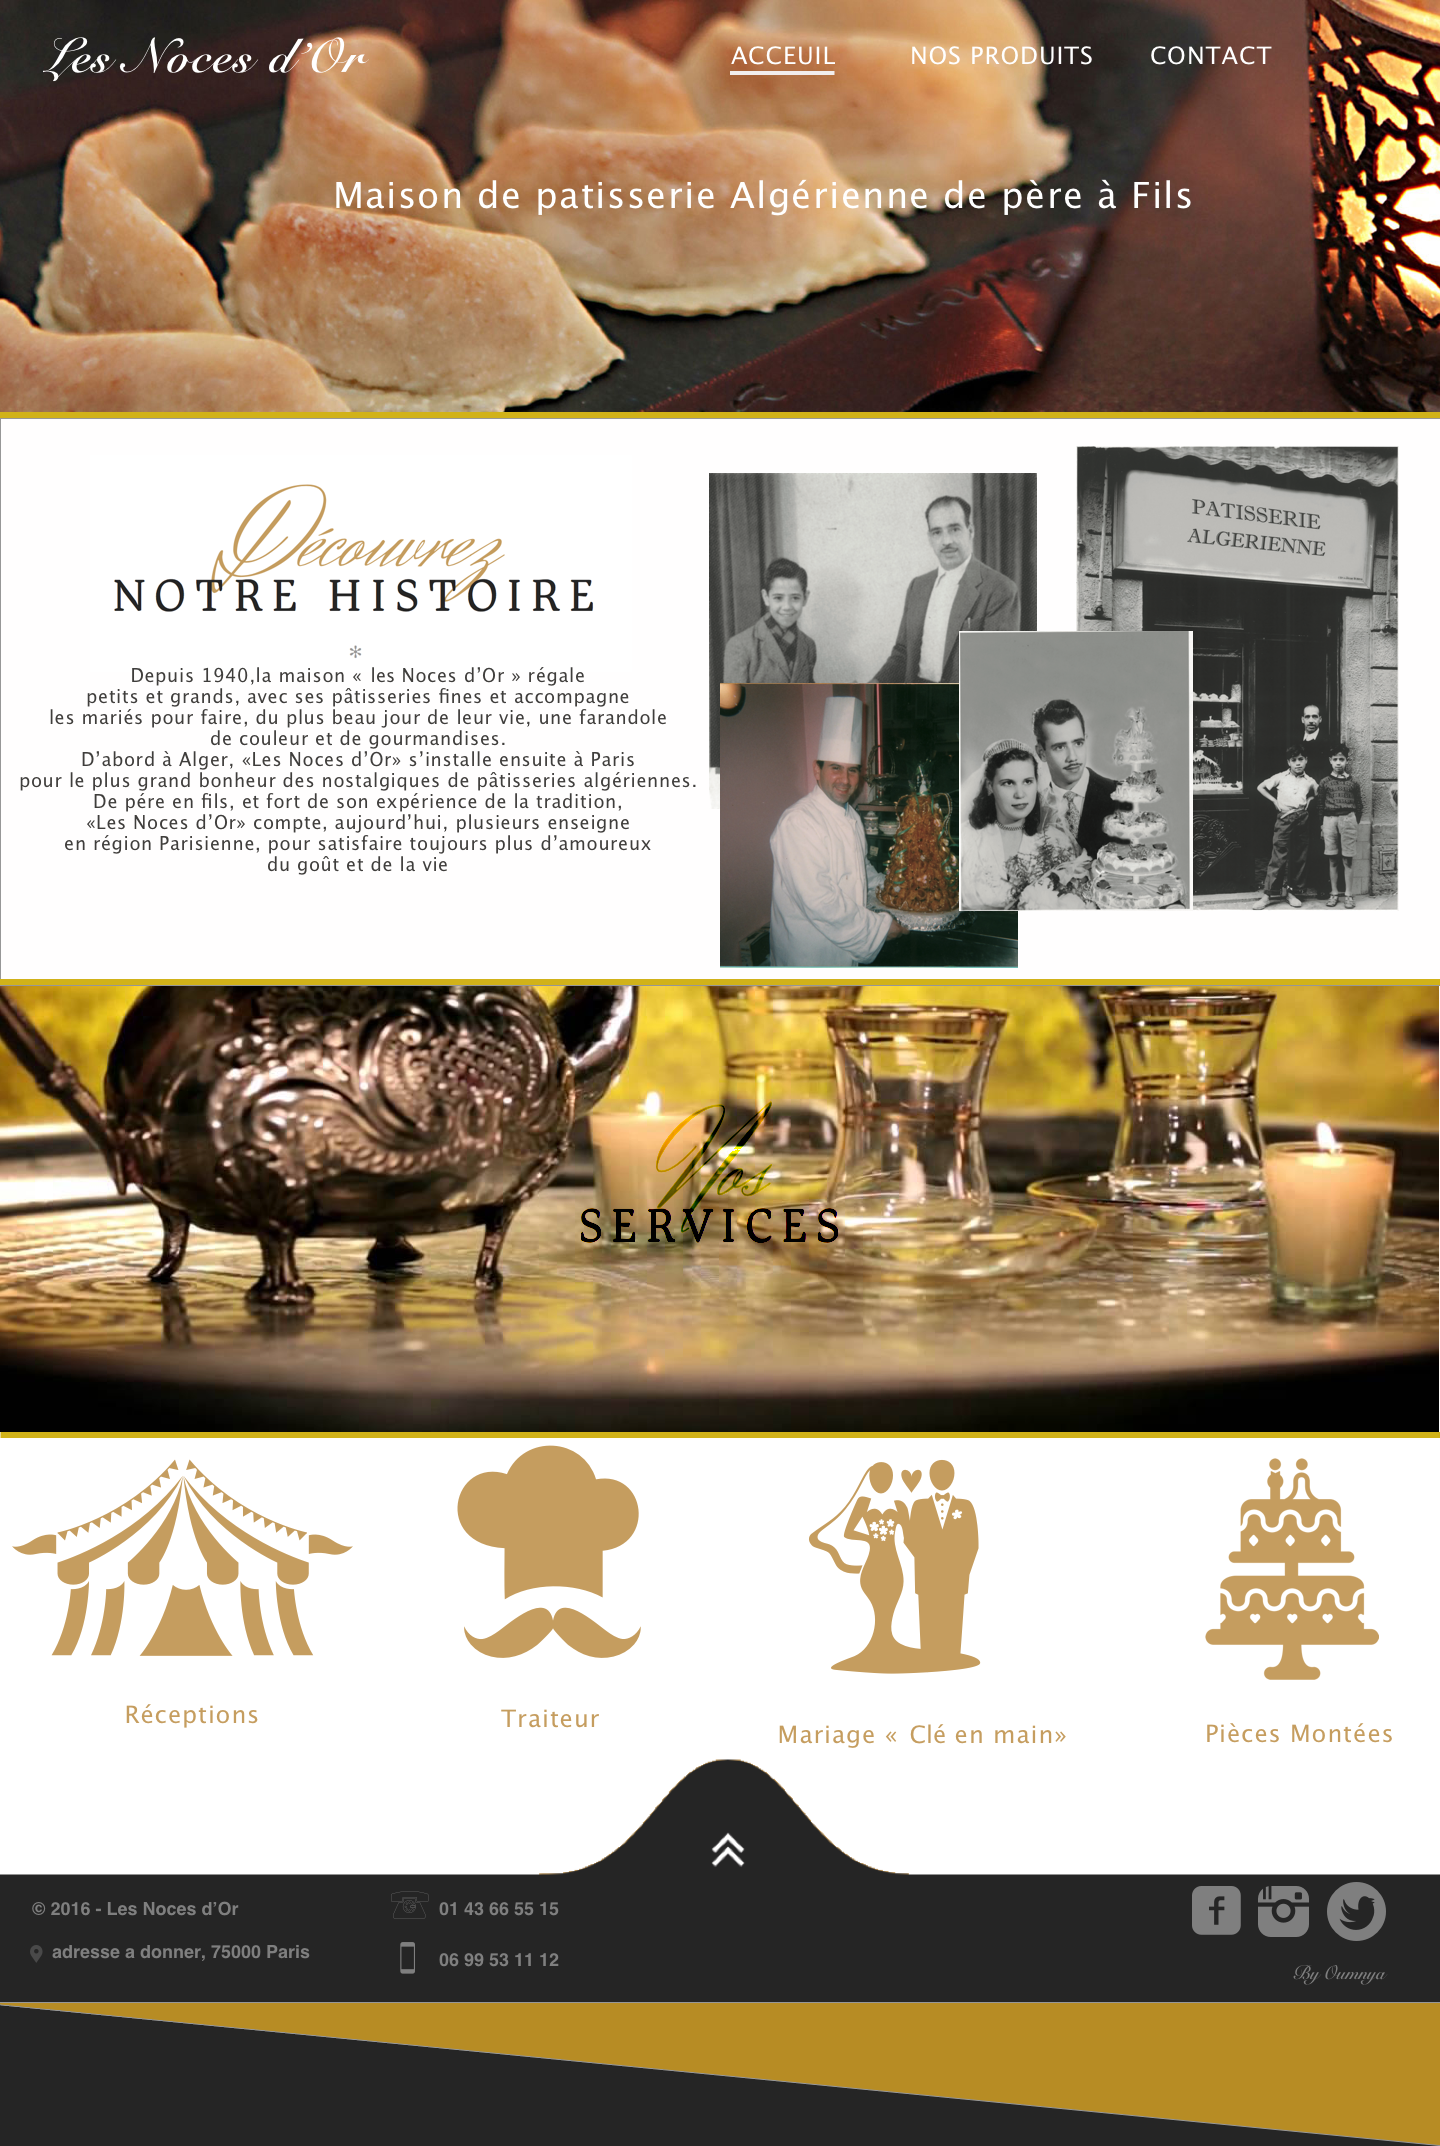 Les Noces d'Or
ACCEUIL NOS PRODUITS CONTACT
Maison de patisserie Algérienne de père à Fils
Découvrez
NOTRE HISTOIRE
*
Depuis 1940,la maison « les Noces d'Or » régale
petits et grands, avec ses pâtisseries fines et accompagne
les mariés pour faire, du plus beau jour de leur vie, une farandole
de couleur et de gourmandises.
D'abord à Alger, «Les Noces d'Or» s'installe ensuite à Paris
pour le plus grand bonheur des nostalgiques de pâtisseries algériennes.
De pére en fils, et fort de son expérience de la tradition,
«Les Noces d'Or» compte, aujourd'hui, plusieurs enseigne
en région Parisienne, pour satisfaire toujours plus d'amoureux
du goût et de la vie
PATISSERIE
ALGERIENNE
Nos
SERVICES
Réceptions
Traiteur
Mariage « Clé en main»
Pièces Montées
© 2016 - Les Noces d'Or
adresse a donner, 75000 Paris
01 43 66 55 15
06 99 53 11 12
By Oumnya